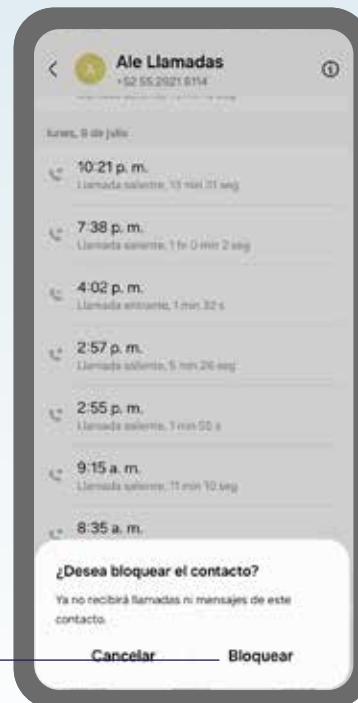 Ale Llamadas
+52 55 2921 6114
lunes, 8 de julio
10:21 p. m.
Llamada saliente, 13 min 21 seg
7:38 p. m.
Llamada saliente, 1 hr 0 min 2 seg
4:02 p. m.
Llamada entrante, 1 min 32 s
2:57 p. m.
Llamada saliente, 5 min 26 seg
2:55 p. m.
Llamada saliente, 1 min 55 s
9:15 a. m.
Llamada saliente, 11 min 10 seg
8:35 a. m.
¿Desea bloquear el contacto?
Ya no recibirá llamadas ni mensajes de este
contacto.
Cancelar Bloquear